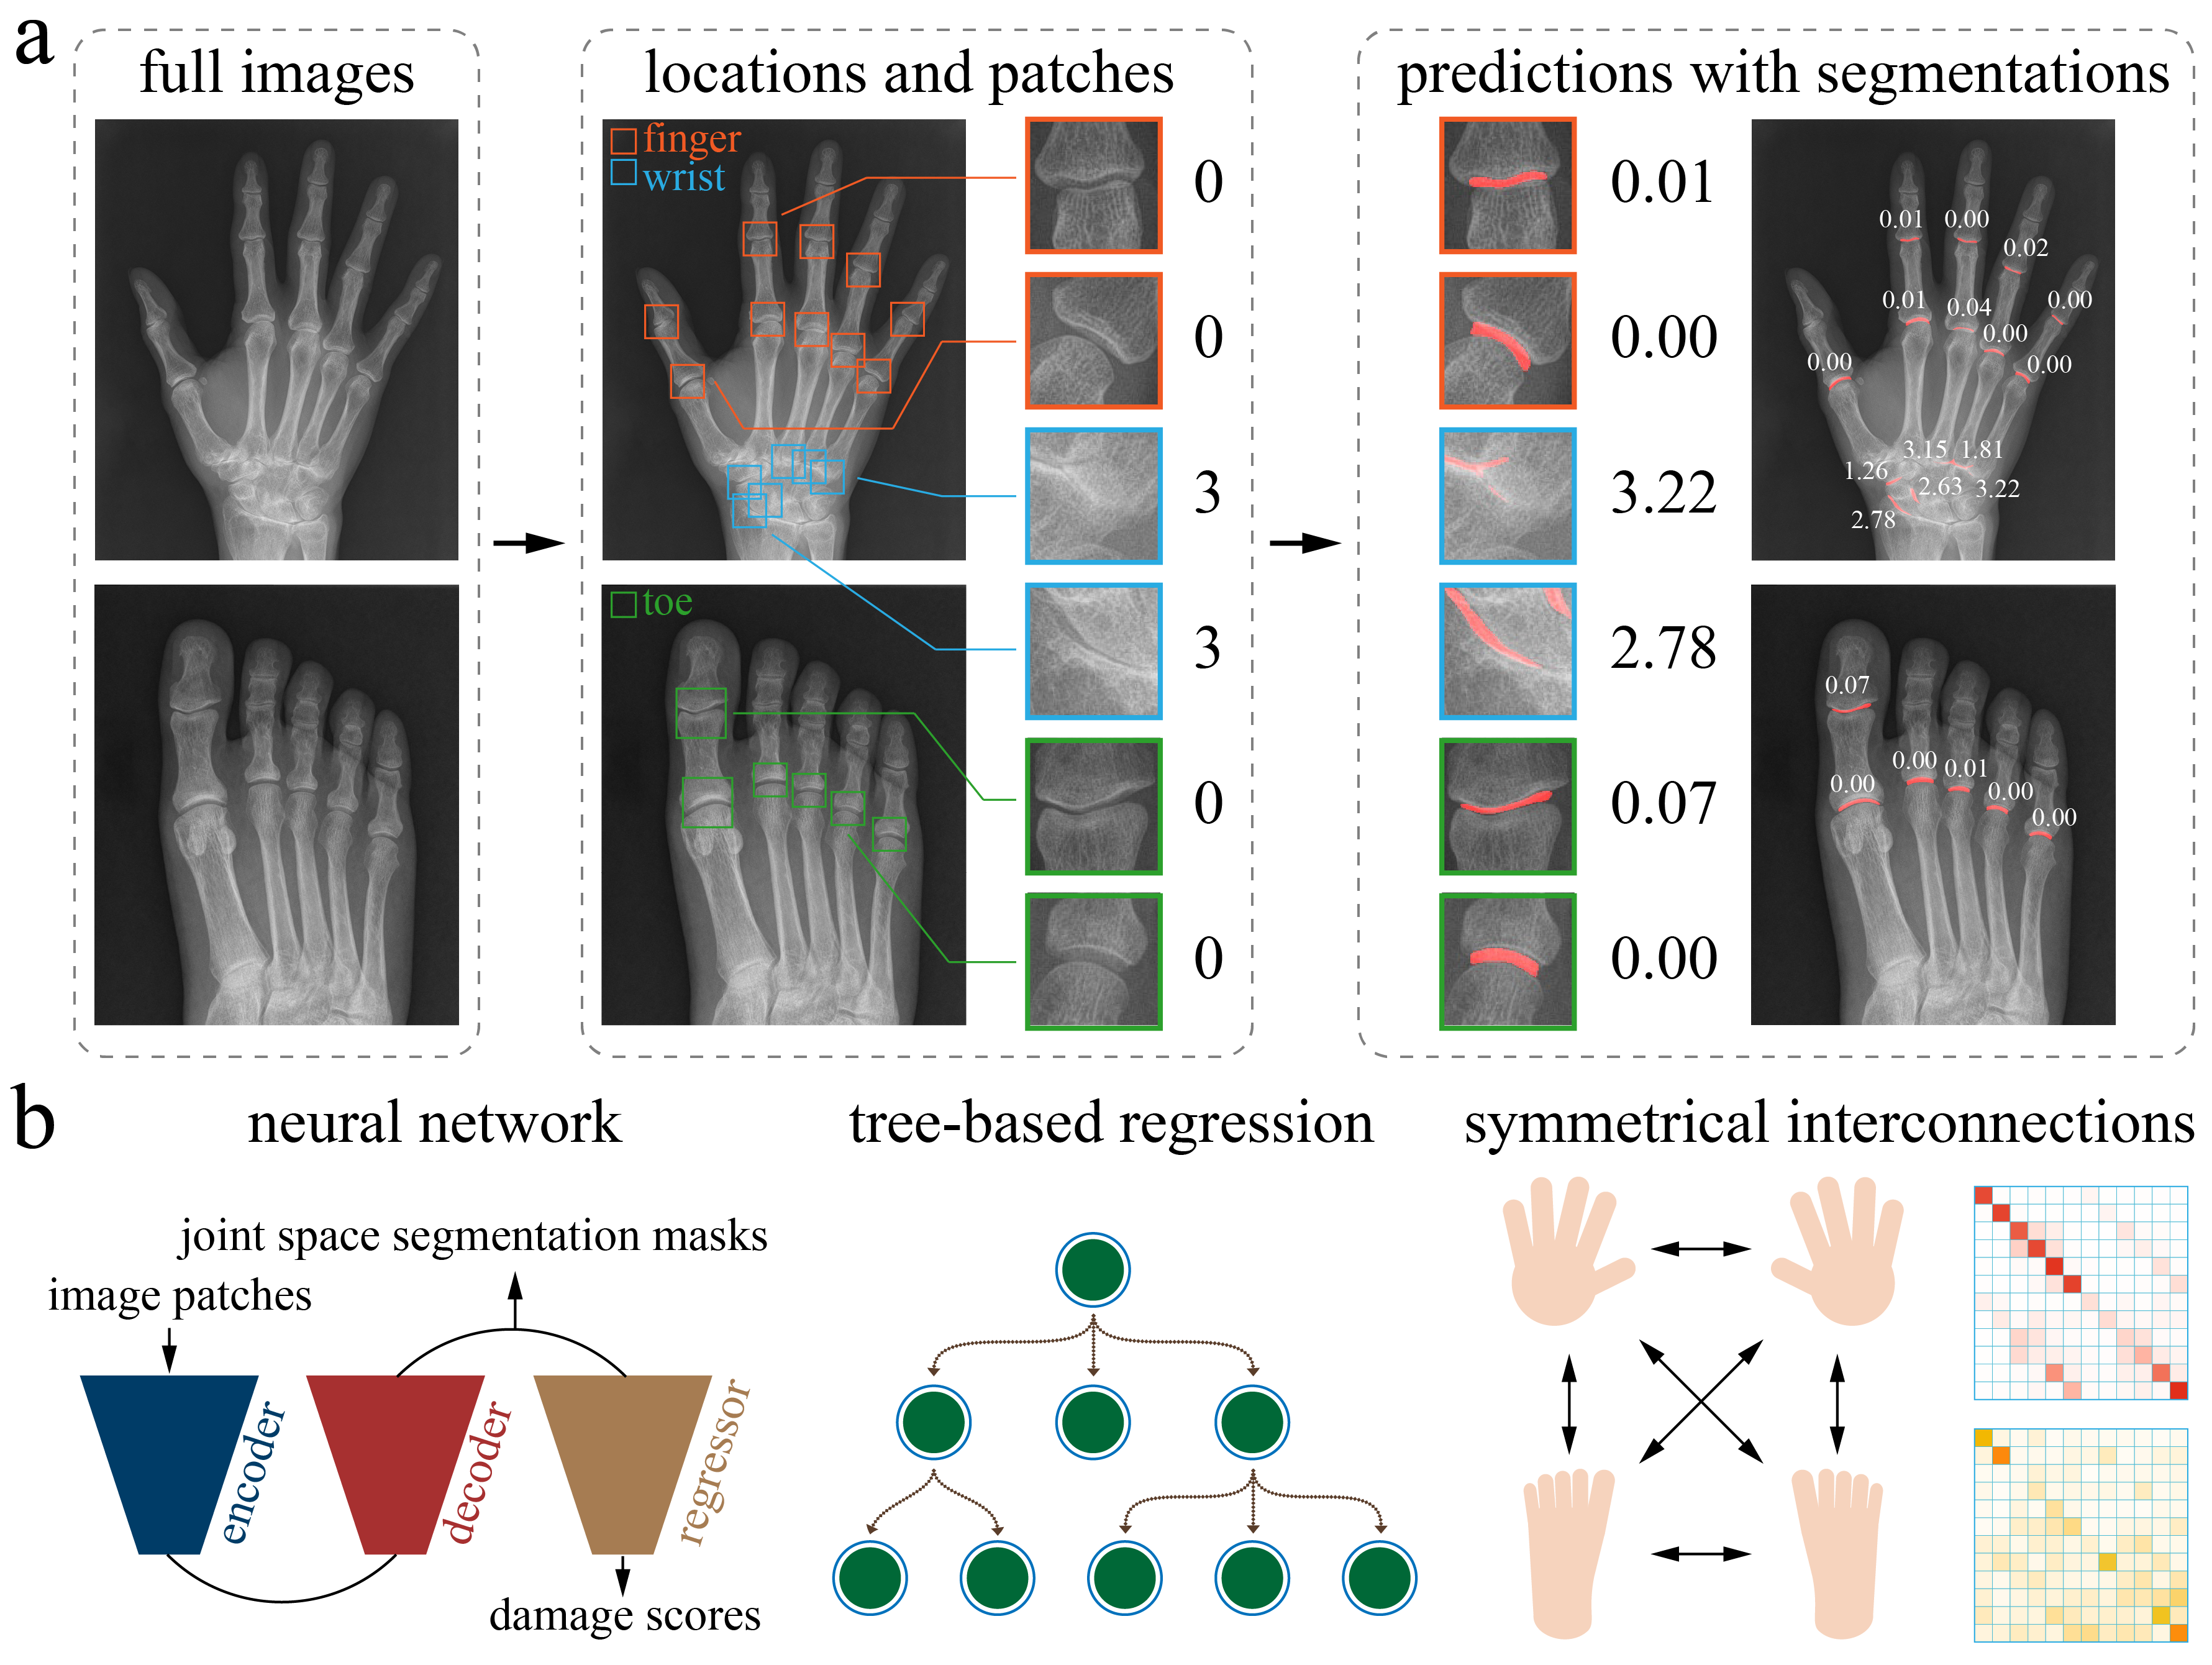 a
full images
locations and patches
predictions with segmentations
finger
wrist
toe
0
0
3
3
0
0
0.01
0.00
3.22
2.78
0.07
0.00
0.01
0.00
0.02
0.01
0.04
0.00
0.00
0.00
0.00
3.15
1.81
1.26
2.63
3.22
2.78
0.07
0.00
0.00
0.01
0.00
0.00
b
neural network
tree-based regression
symmetrical interconnections
joint space segmentation masks
image patches
encoder
decoder
regressor
damage scores